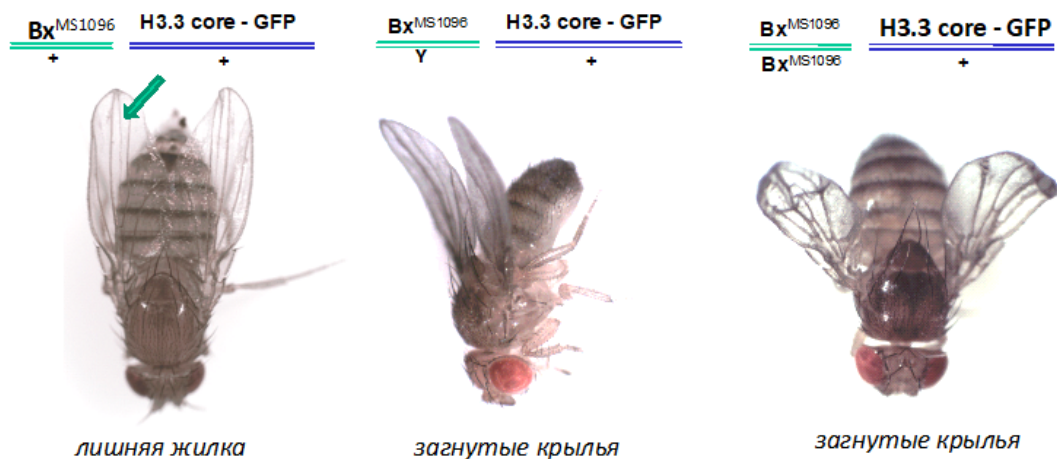 Bx^MS1096 H3.3 core - GFP
+ +
лишняя жилка
Bx^MS1096 H3.3 core - GFP
Y +
загнутые крылья
Bx^MS1096 H3.3 core - GFP
Bx^MS1096 +
загнутые крылья